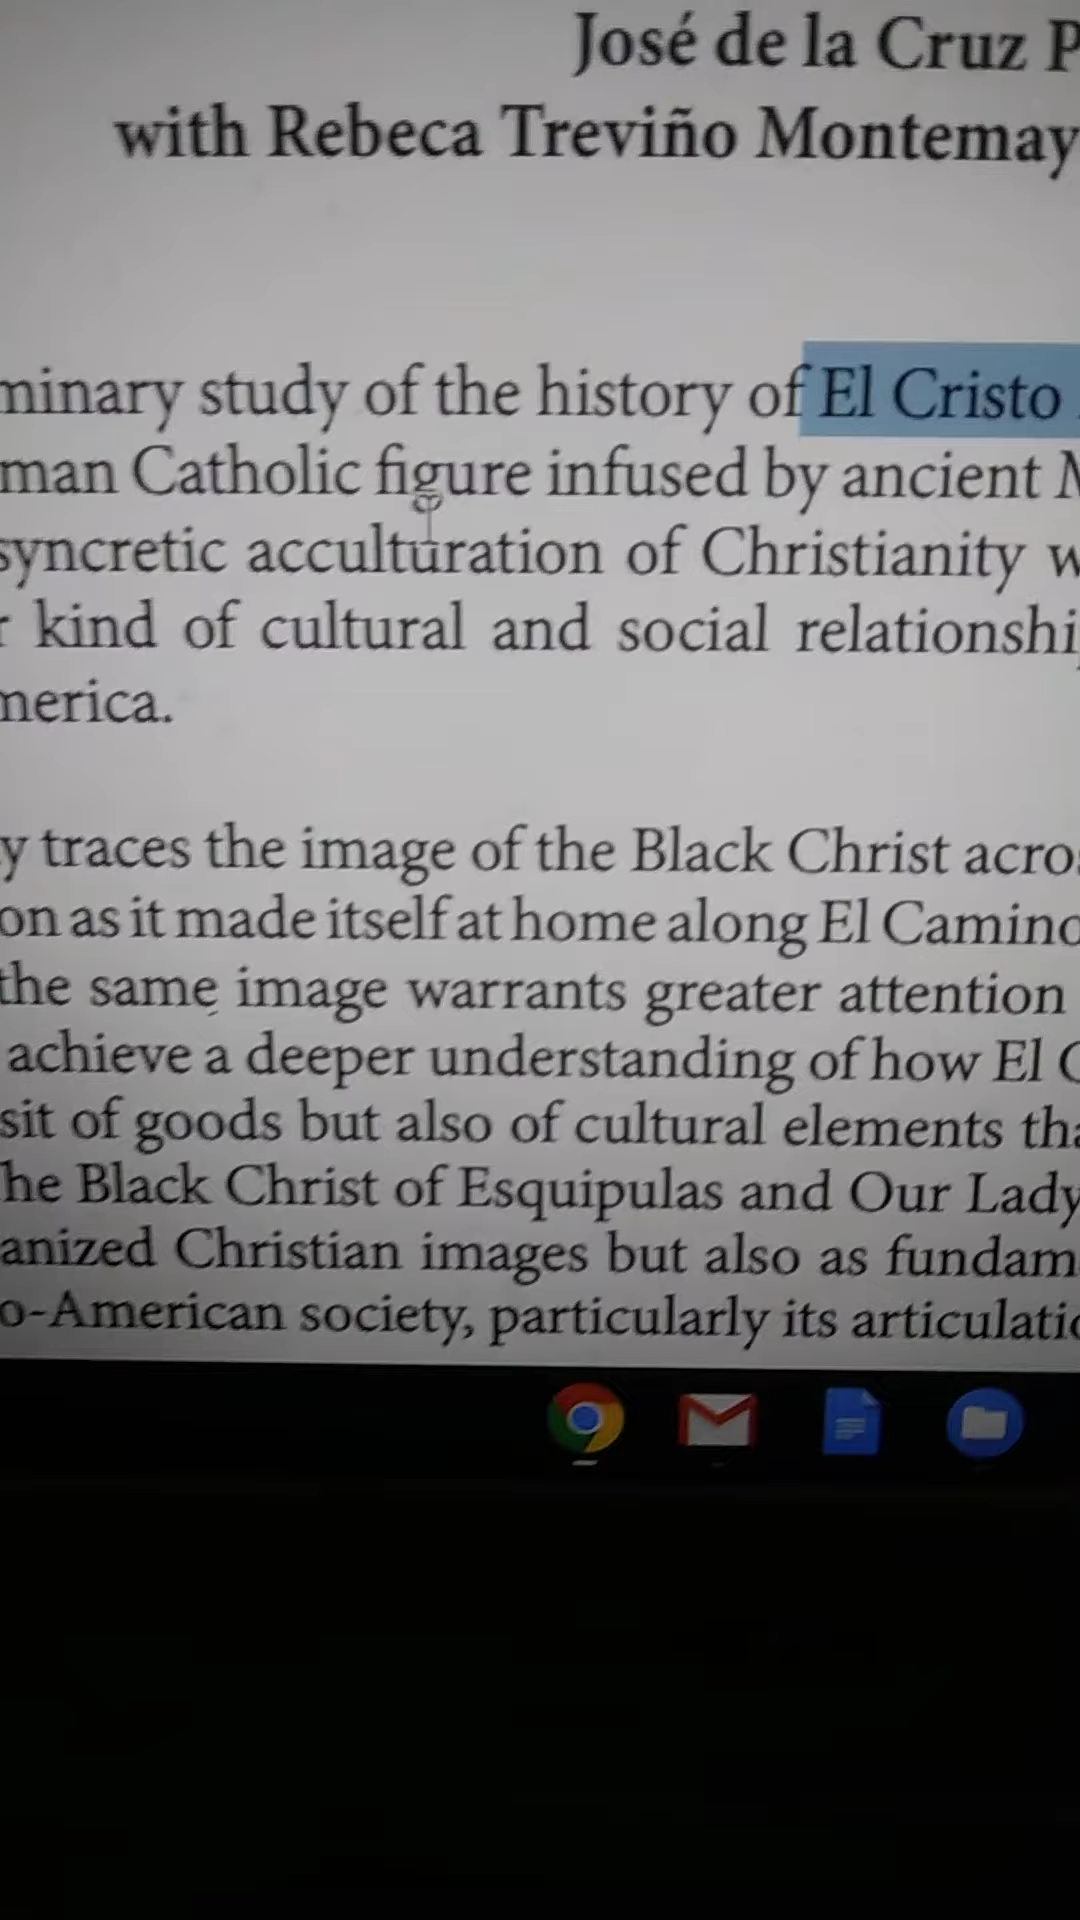 José de la Cruz P
with Rebeca Treviño Montemay
minary study of the history of El Cristo
man Catholic figure infused by ancient M
syncretic acculturation of Christianity w
r kind of cultural and social relationshi
merica.
y traces the image of the Black Christ acro
on as it made itself at home along El Camino
the same image warrants greater attention
achieve a deeper understanding of how El C
sit of goods but also of cultural elements tha
he Black Christ of Esquipulas and Our Lady
anized Christian images but also as fundam
o-American society, particularly its articulatio